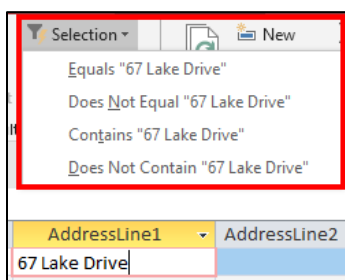 Selection New
Equals "67 Lake Drive"
Does Not Equal "67 Lake Drive"
Contains "67 Lake Drive"
Does Not Contain "67 Lake Drive"
AddressLine1 AddressLine2
67 Lake Drive